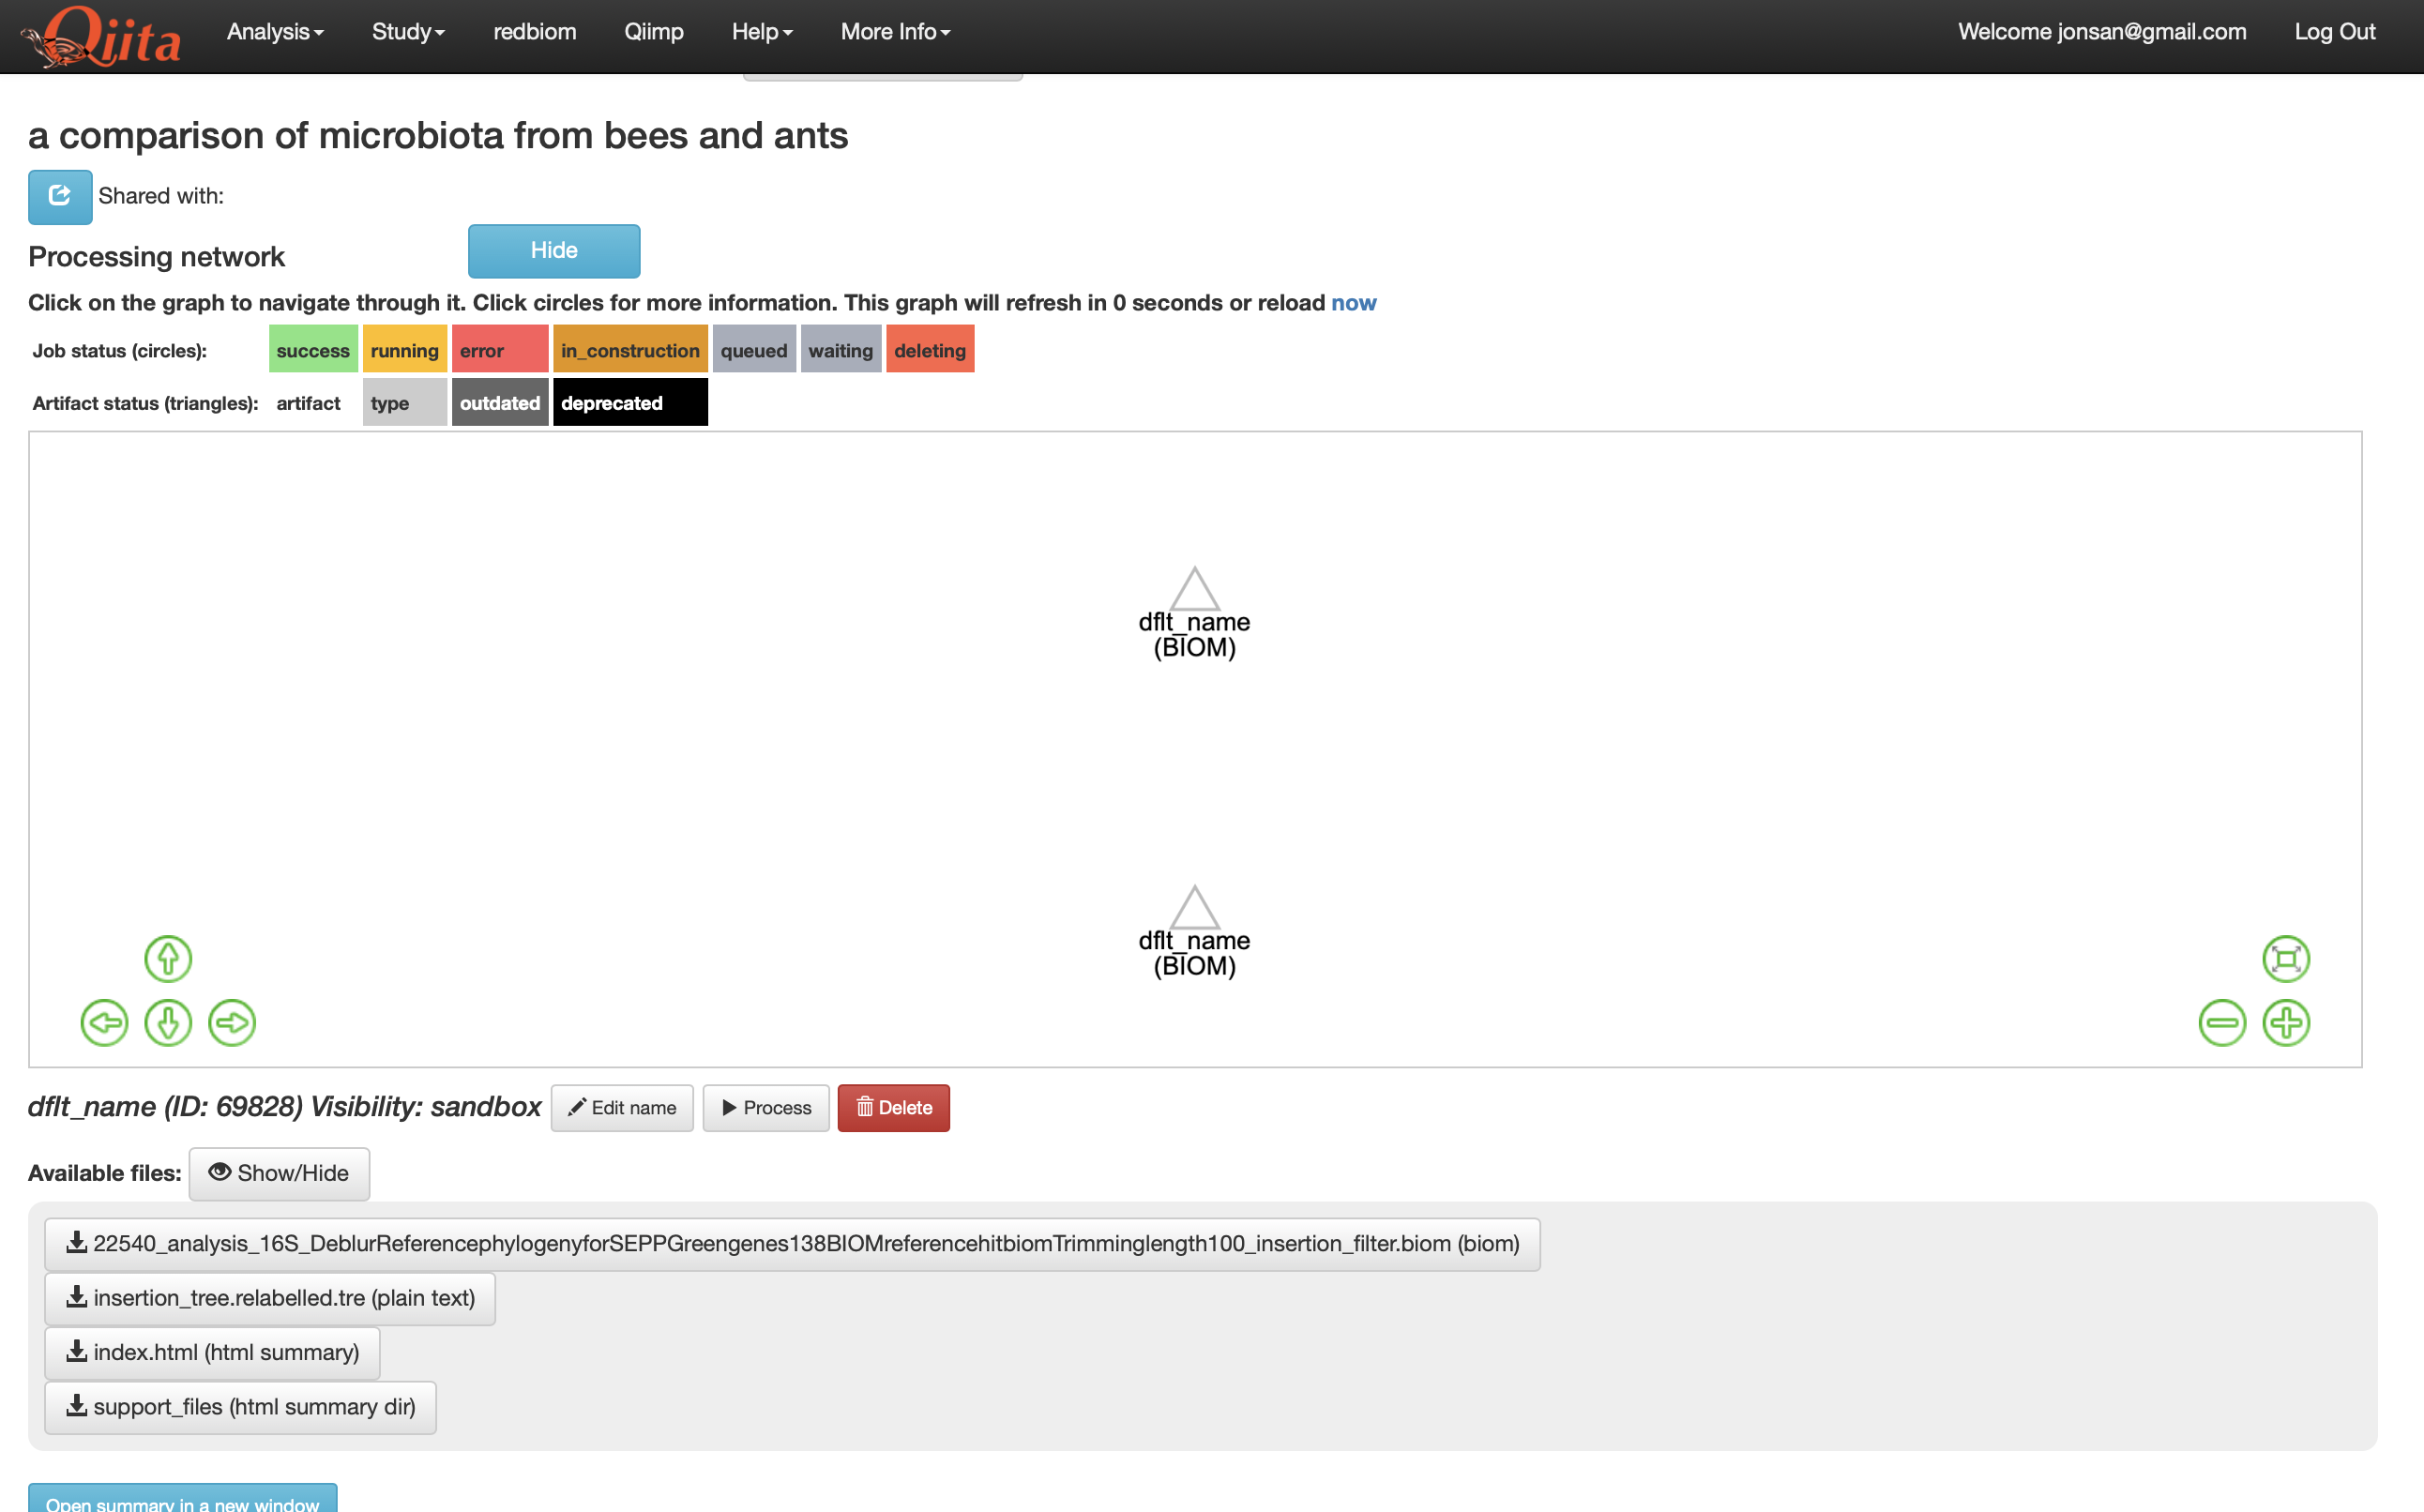 Qiita Analysis Study redbiom Qiimp Help More Info Welcome jonsan@gmail.com Log Out
a comparison of microbiota from bees and ants
Shared with:
Processing network Hide
Click on the graph to navigate through it. Click circles for more information. This graph will refresh in 0 seconds or reload now
Job status (circles): success running error in_construction queued waiting deleting
Artifact status (triangles): artifact type outdated deprecated
dflt_name
(BIOM)
dflt_name
(BIOM)
dflt_name (ID: 69828) Visibility: sandbox Edit name Process Delete
Available files: Show/Hide
22540_analysis_16S_DeblurReferencephylogenyforSEPPGreengenes138BIOMreferencehitbiomTrimminglength100_insertion_filter.biom (biom)
insertion_tree.relabelled.tre (plain text)
index.html (html summary)
support_files (html summary dir)
Open summary in a new window